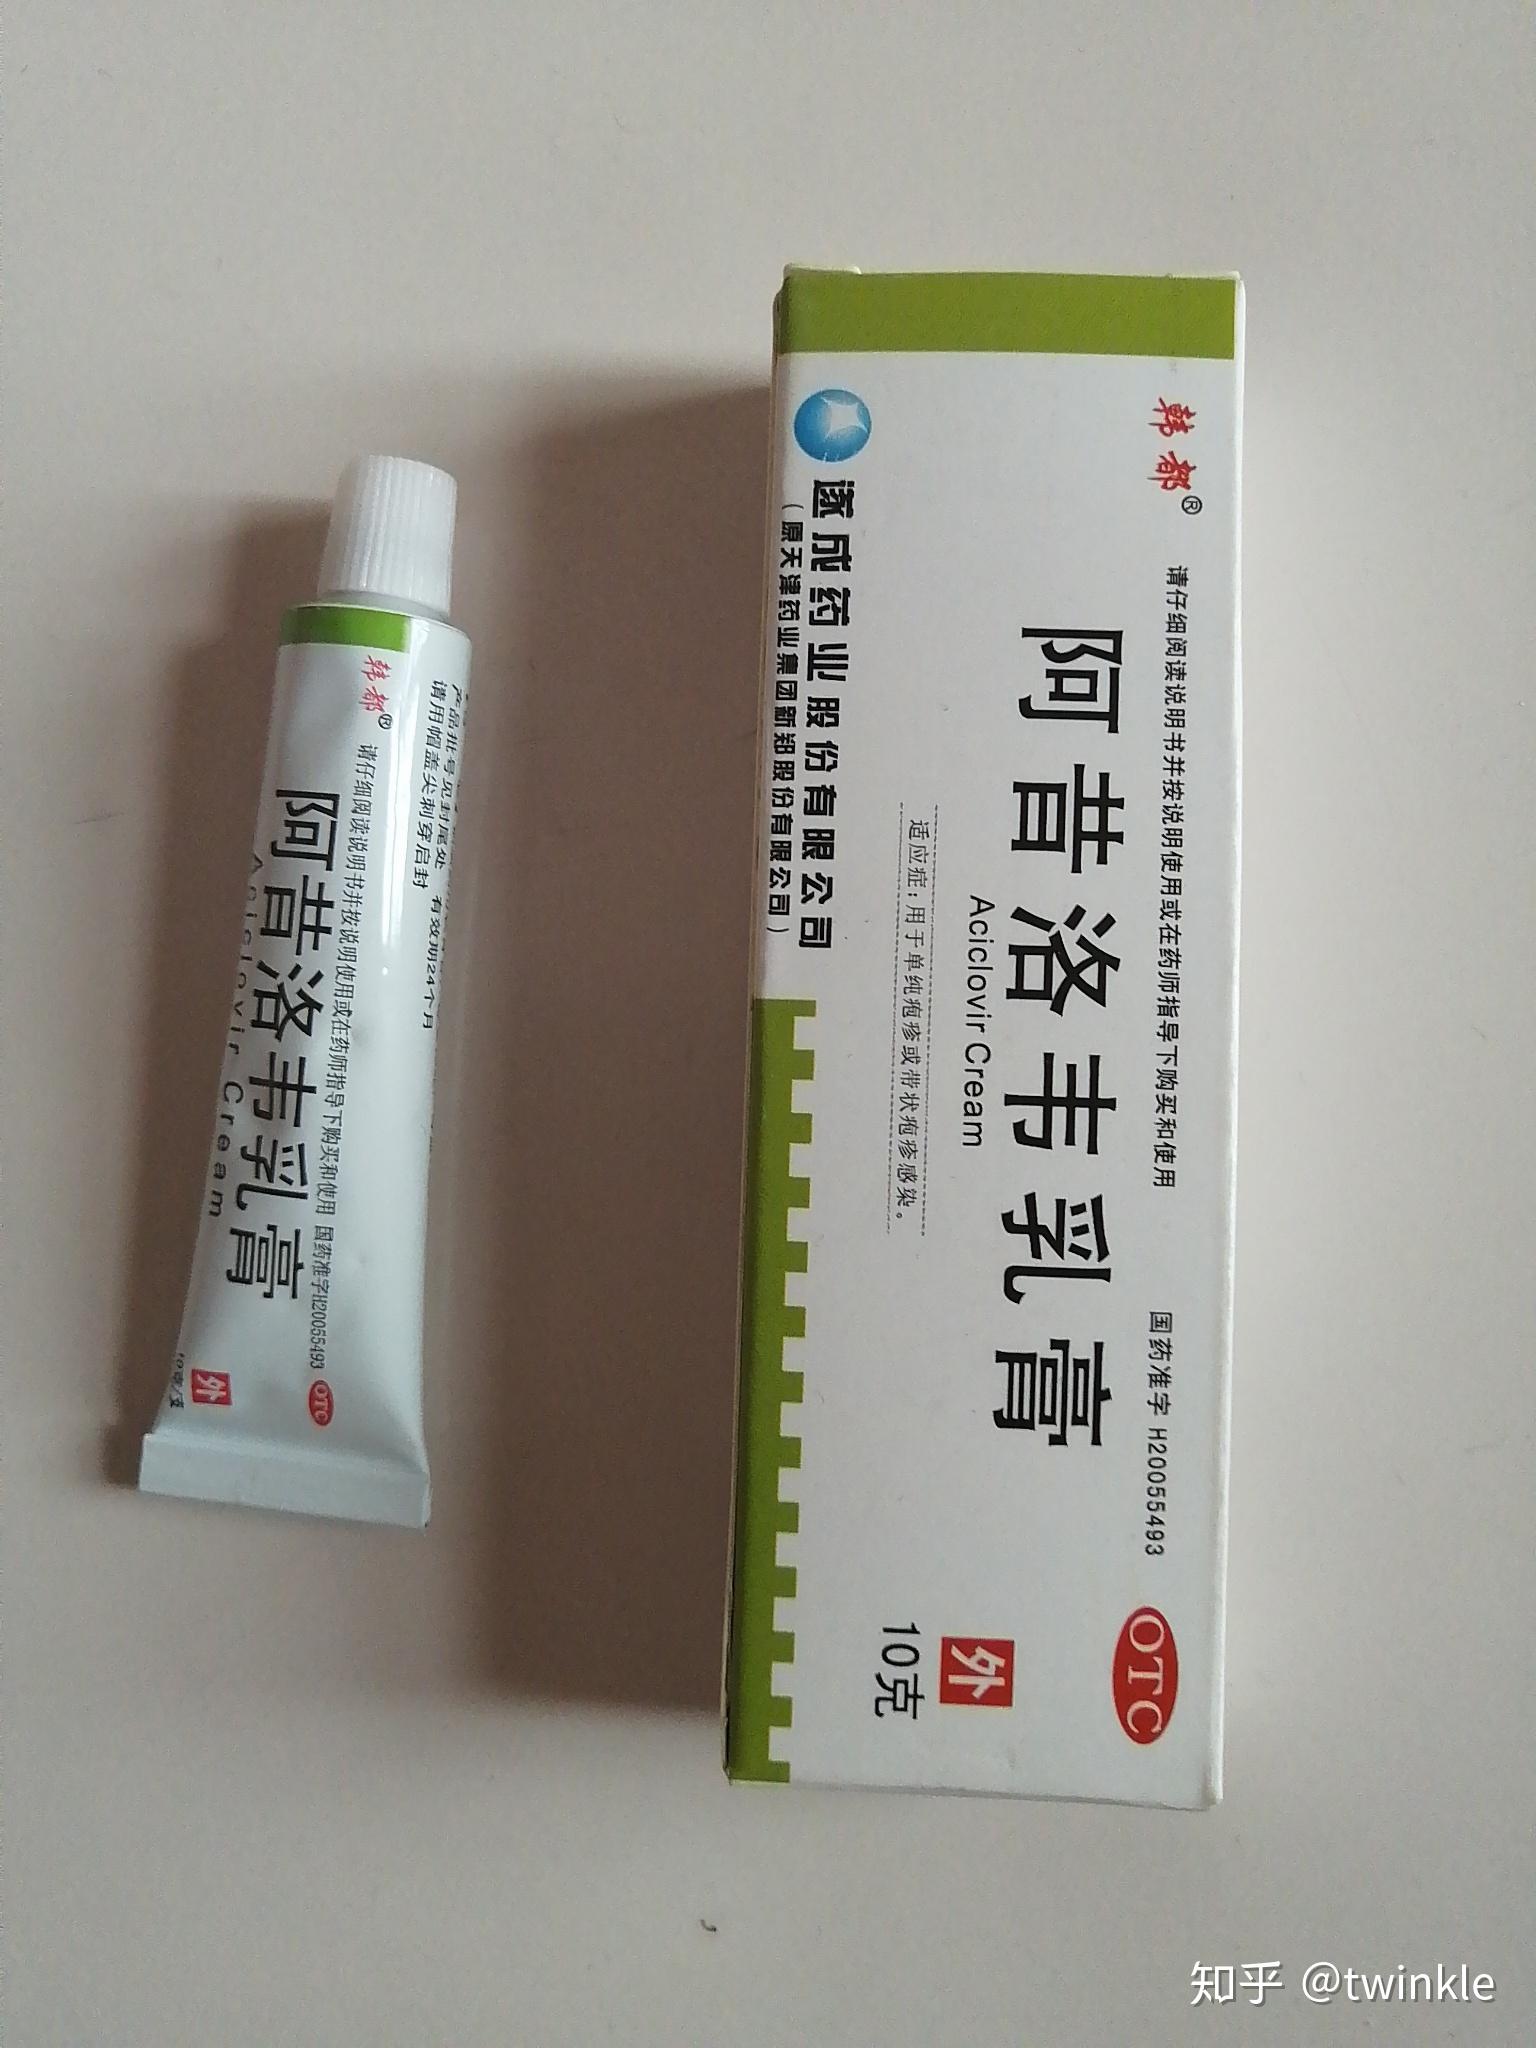 韩都®
请仔细阅读说明书并按说明使用或在药师指导下购买和使用
国药准字 H20055493
OTC
阿昔洛韦乳膏
Aciclovir Cream
外
适应症：用于单纯疱疹或带状疱疹感染。
10克
遂成药业股份有限公司
（原天津药业集团新郑股份有限公司）
产品批号见封尾处 有效期24个月
请用帽盖尖刺穿启封
韩都®
请仔细阅读说明书并按说明使用或在药师指导下购买和使用 国药准字H20055493
OTC
阿昔洛韦乳膏
Aciclovir Cream
外
10克/支
知乎 @twinkle